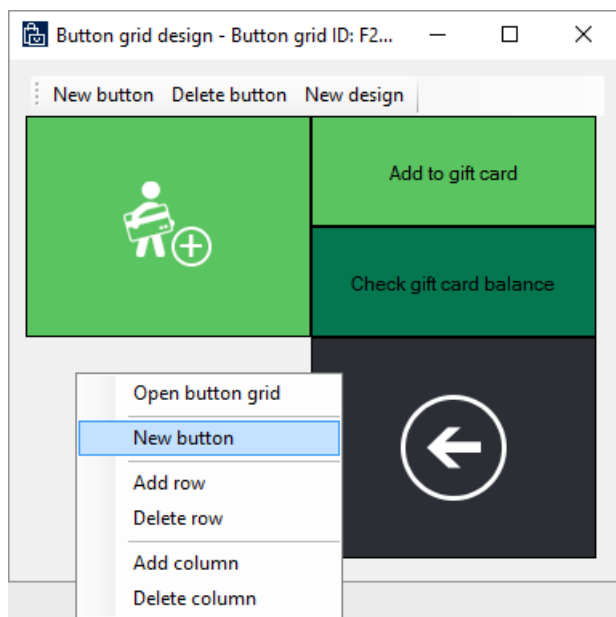 Button grid design - Button grid ID: F2...
New button Delete button New design
Add to gift card
Check gift card balance
Open button grid
New button
Add row
Delete row
Add column
Delete column